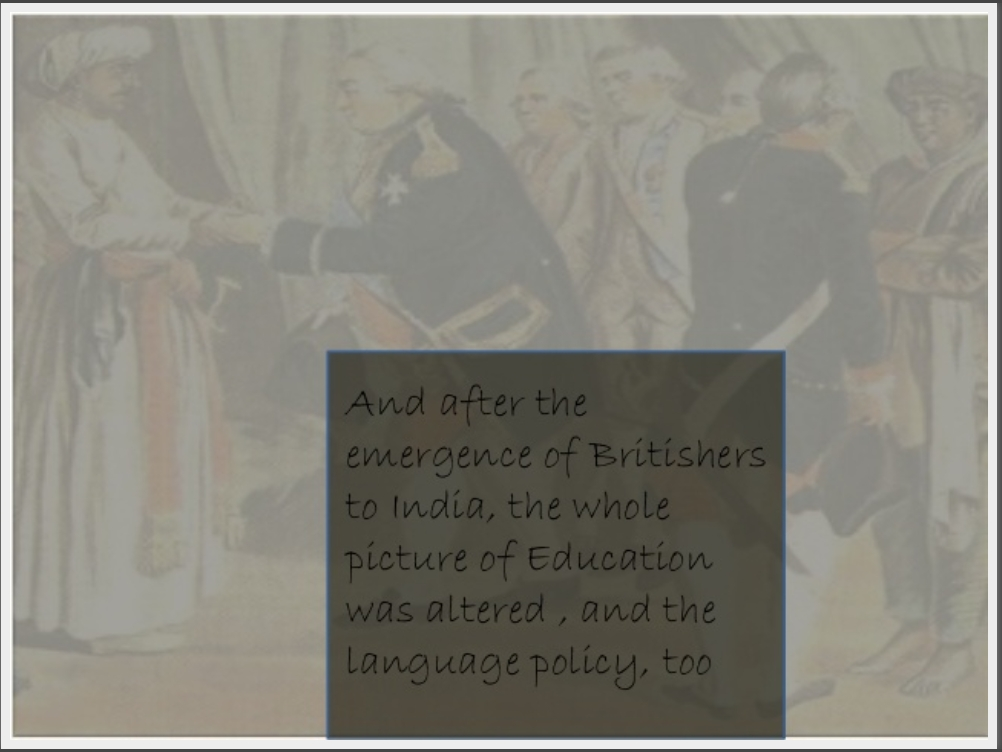 And after the
emergence of Britishers
to India, the whole
picture of Education
was altered , and the
language policy, too